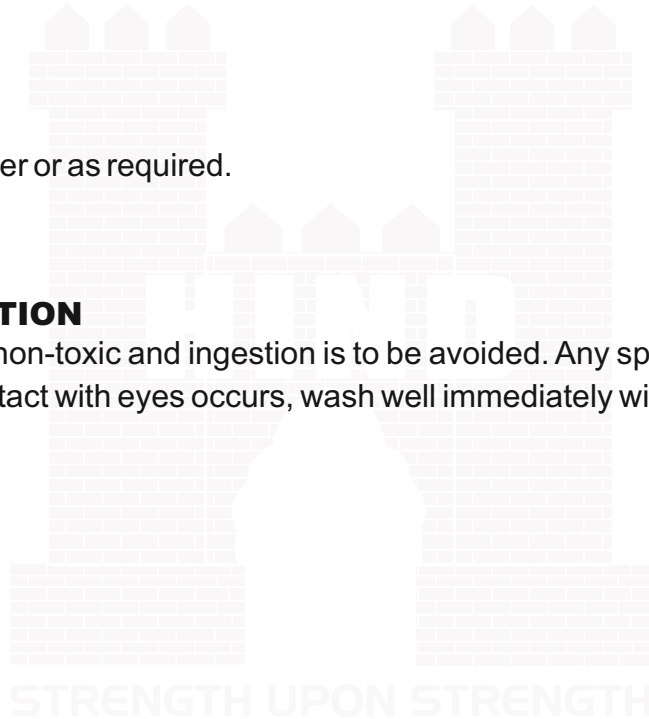 er or as required.
HIND
TION
non-toxic and ingestion is to be avoided. Any sp
tact with eyes occurs, wash well immediately wi
STRENGTH UPON STRENGTH